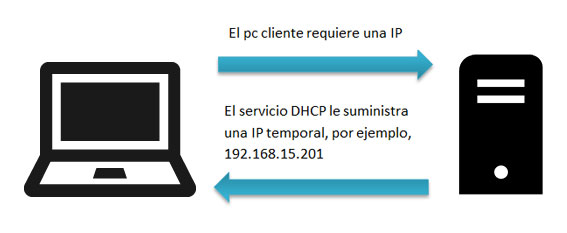 El pc cliente requiere una IP
El servicio DHCP le suministra
una IP temporal, por ejemplo,
192.168.15.201